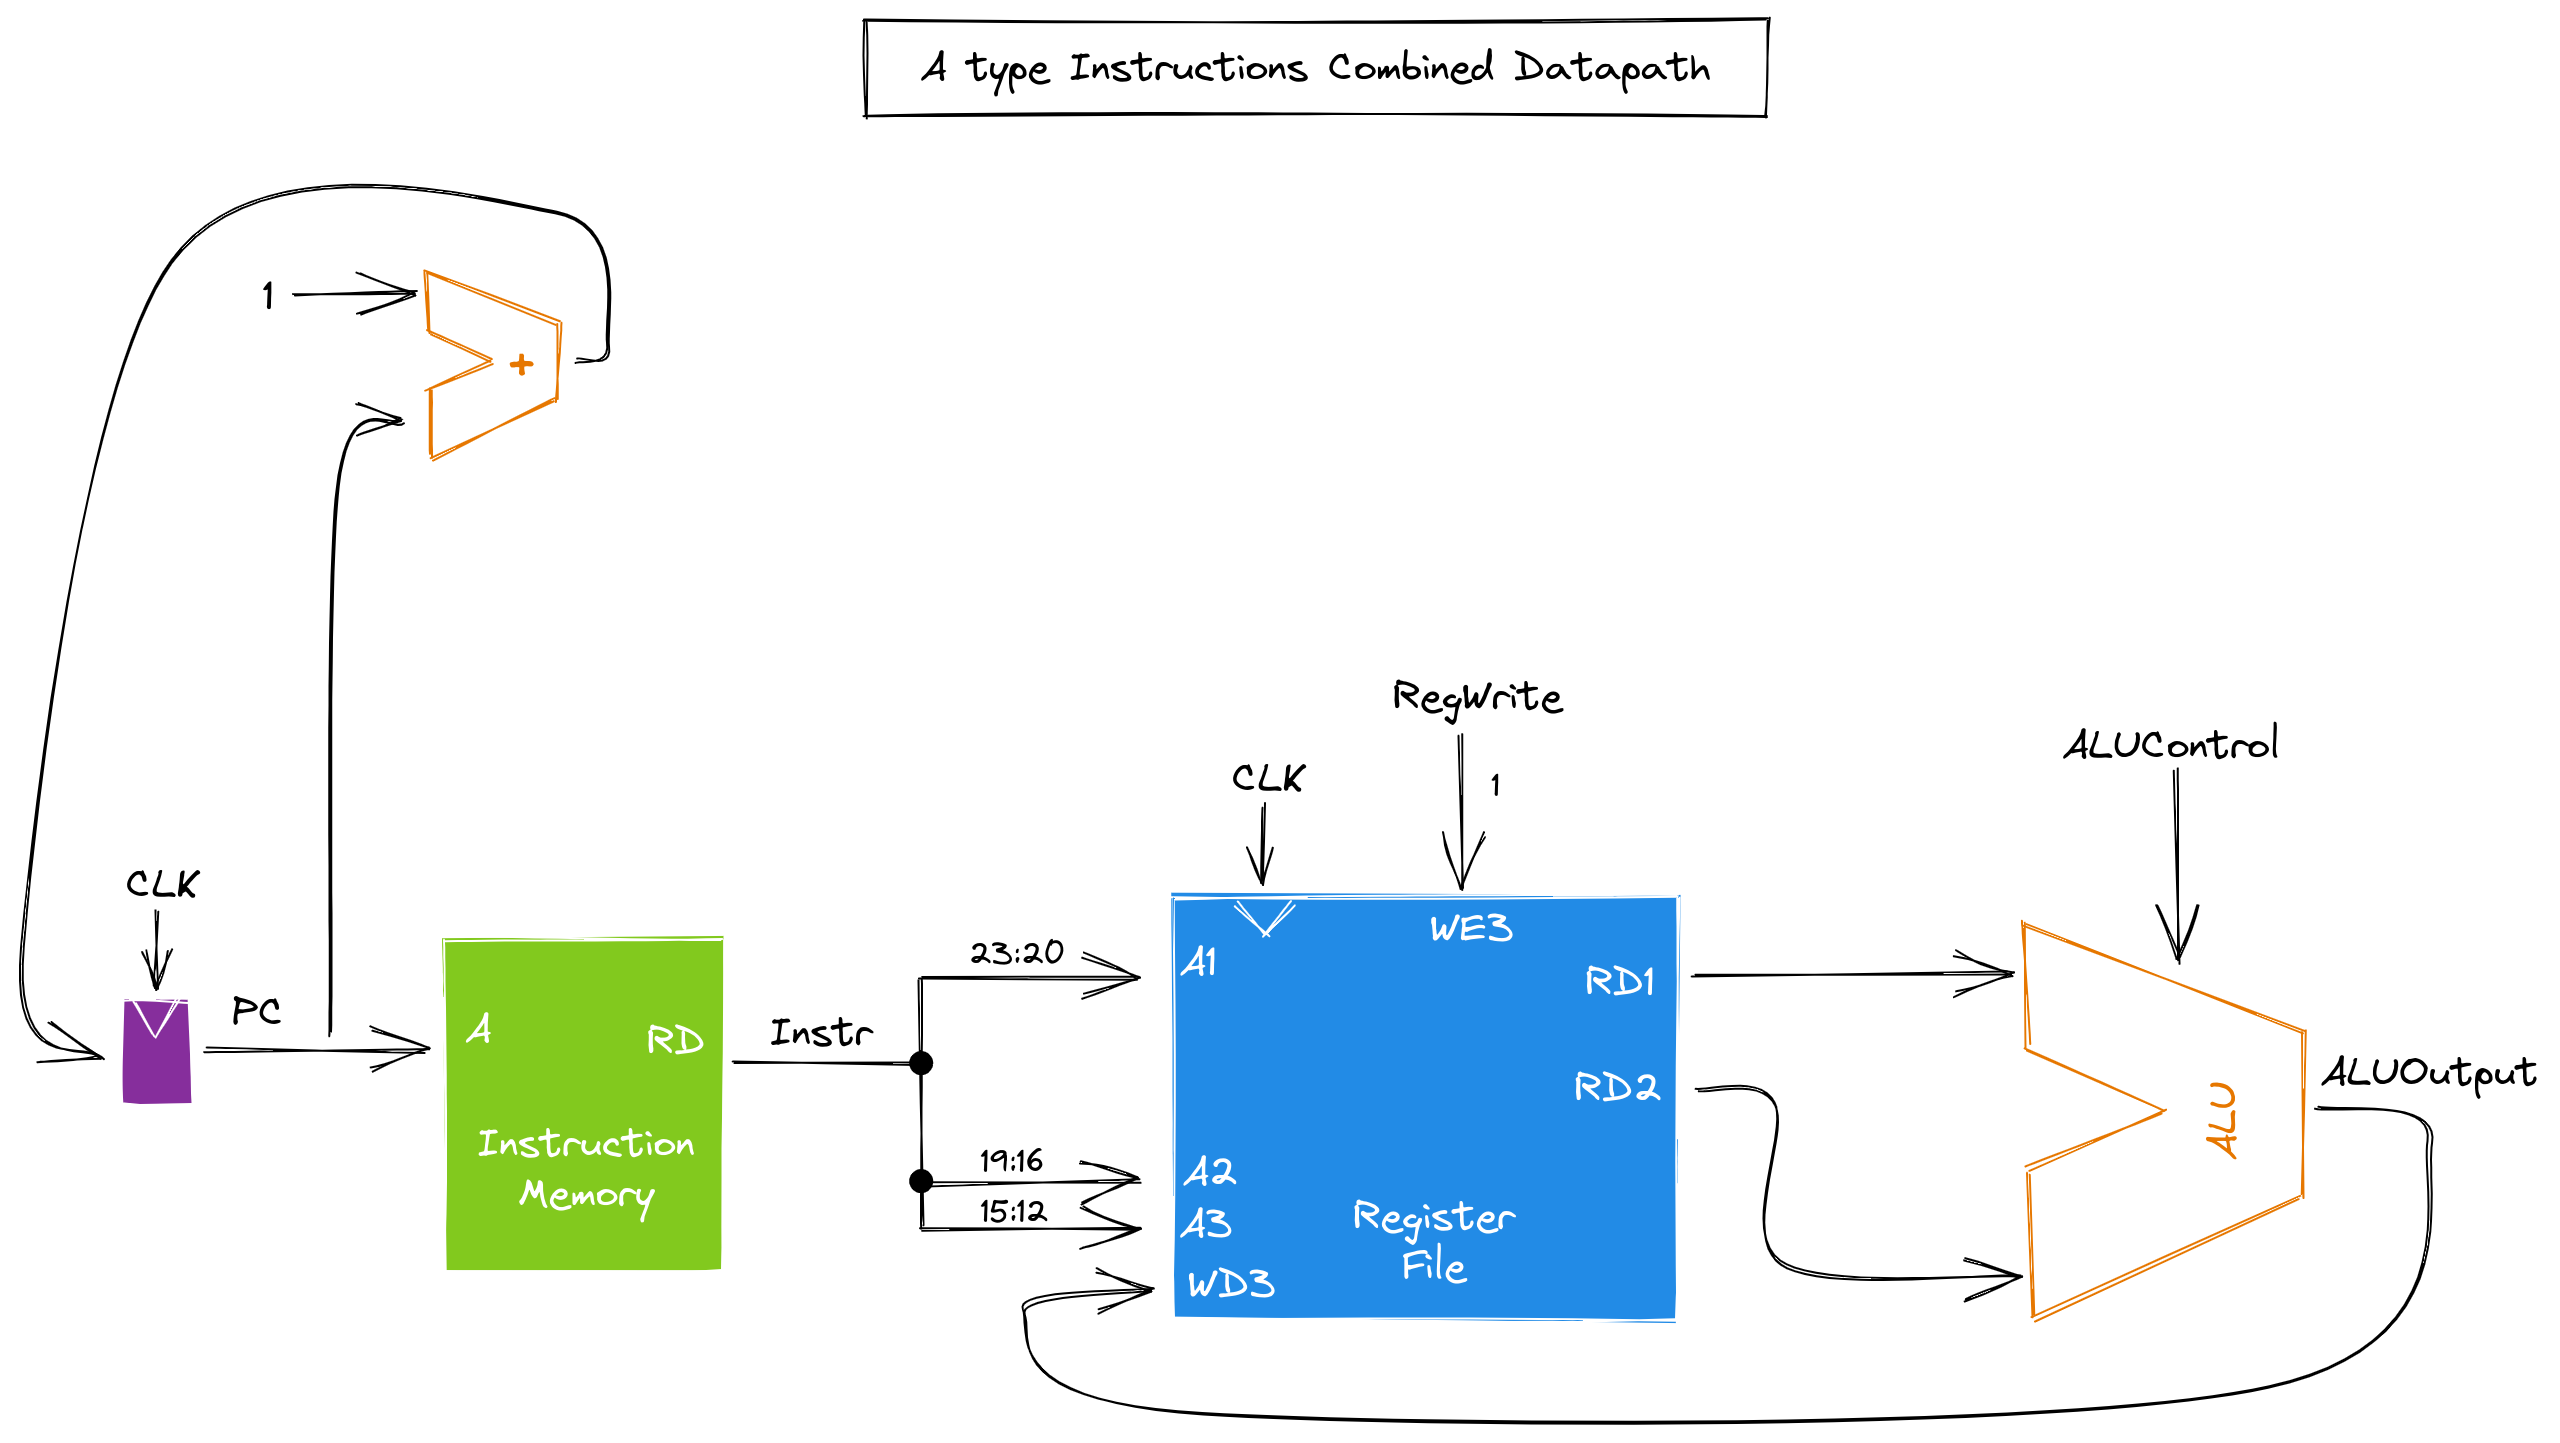 A type Instructions Combined Datapath
1
+
RegWrite
1
CLK
ALUControl
CLK
PC
A
RD
Instruction
Memory
Instr
23:20
19:16
15:12
A1
WE3
RD1
RD2
A2
A3
WD3
Register
File
ALU
ALUOutput